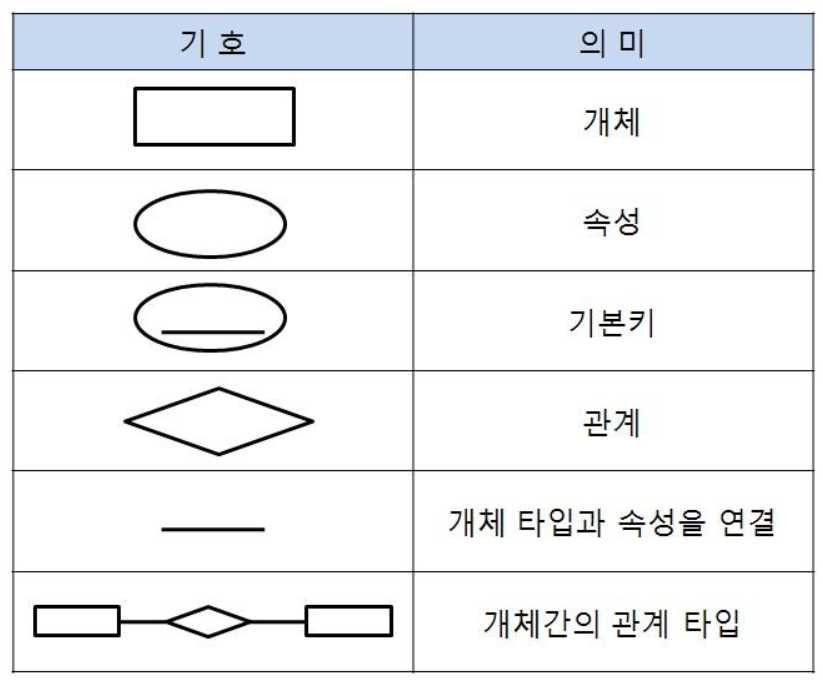 기 호
의 미
개체
속성
기본키
관계
개체 타입과 속성을 연결
개체간의 관계 타입